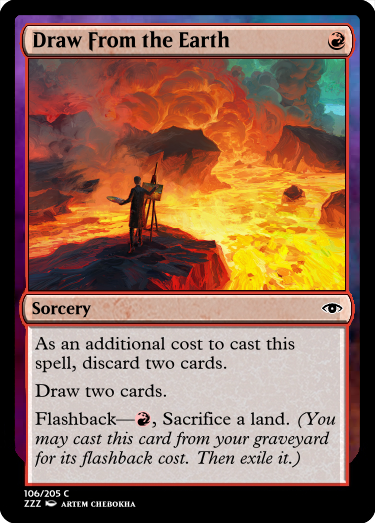 Draw From the Earth
Sorcery
As an additional cost to cast this
spell, discard two cards.
Draw two cards.
Flashback—, Sacrifice a land. (You
may cast this card from your graveyard
for its flashback cost. Then exile it.)
106/205 C
ZZZ ARTEM CHEBOKHA